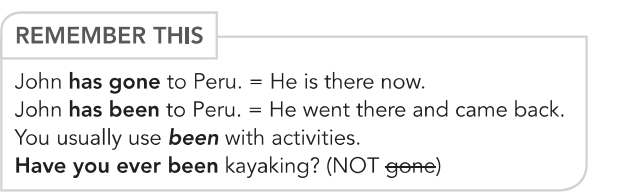 REMEMBER THIS
John has gone to Peru. = He is there now.
John has been to Peru. = He went there and came back.
You usually use been with activities.
Have you ever been kayaking? (NOT gone)